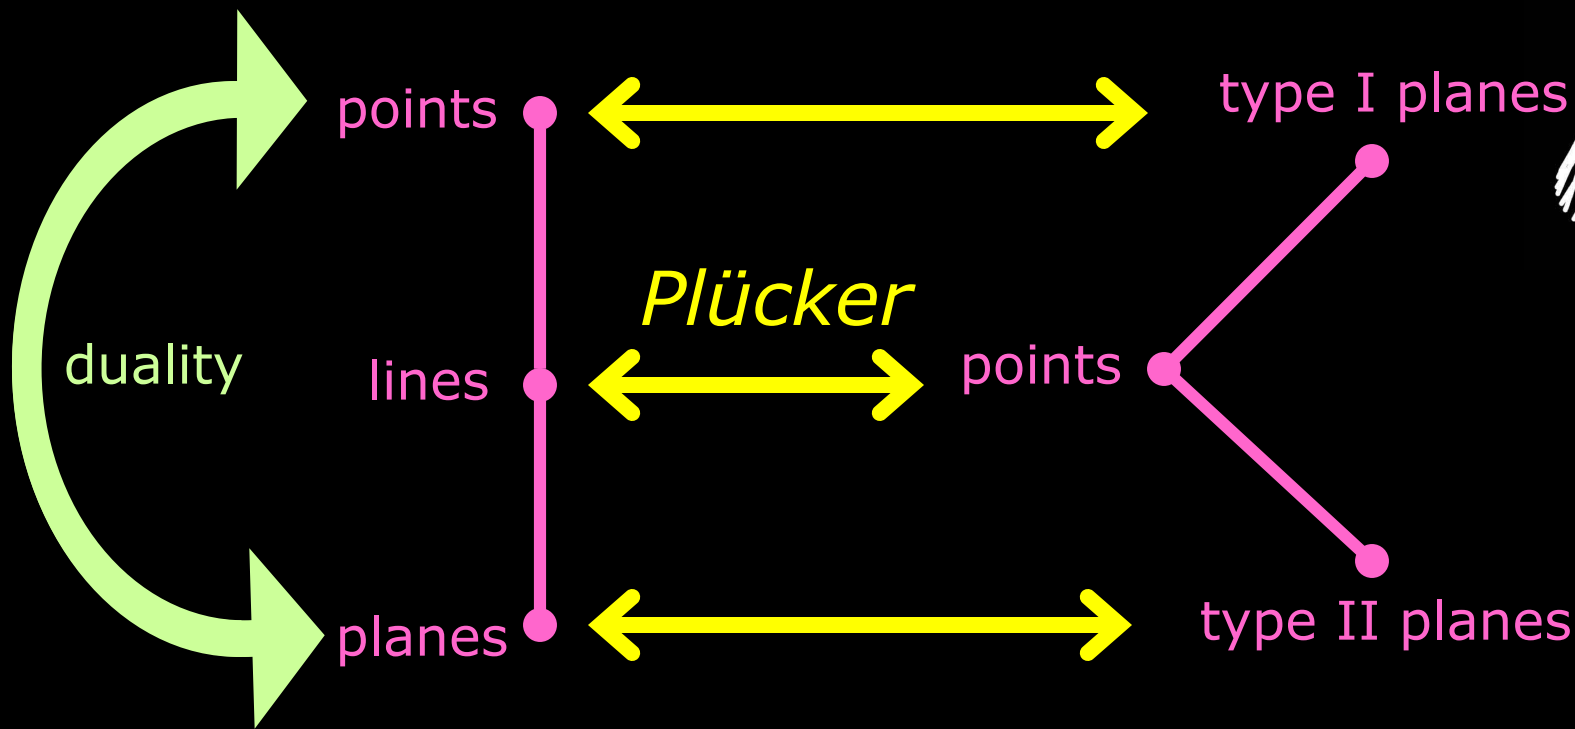 points
type I planes
Plücker
duality
lines
points
planes
type II planes